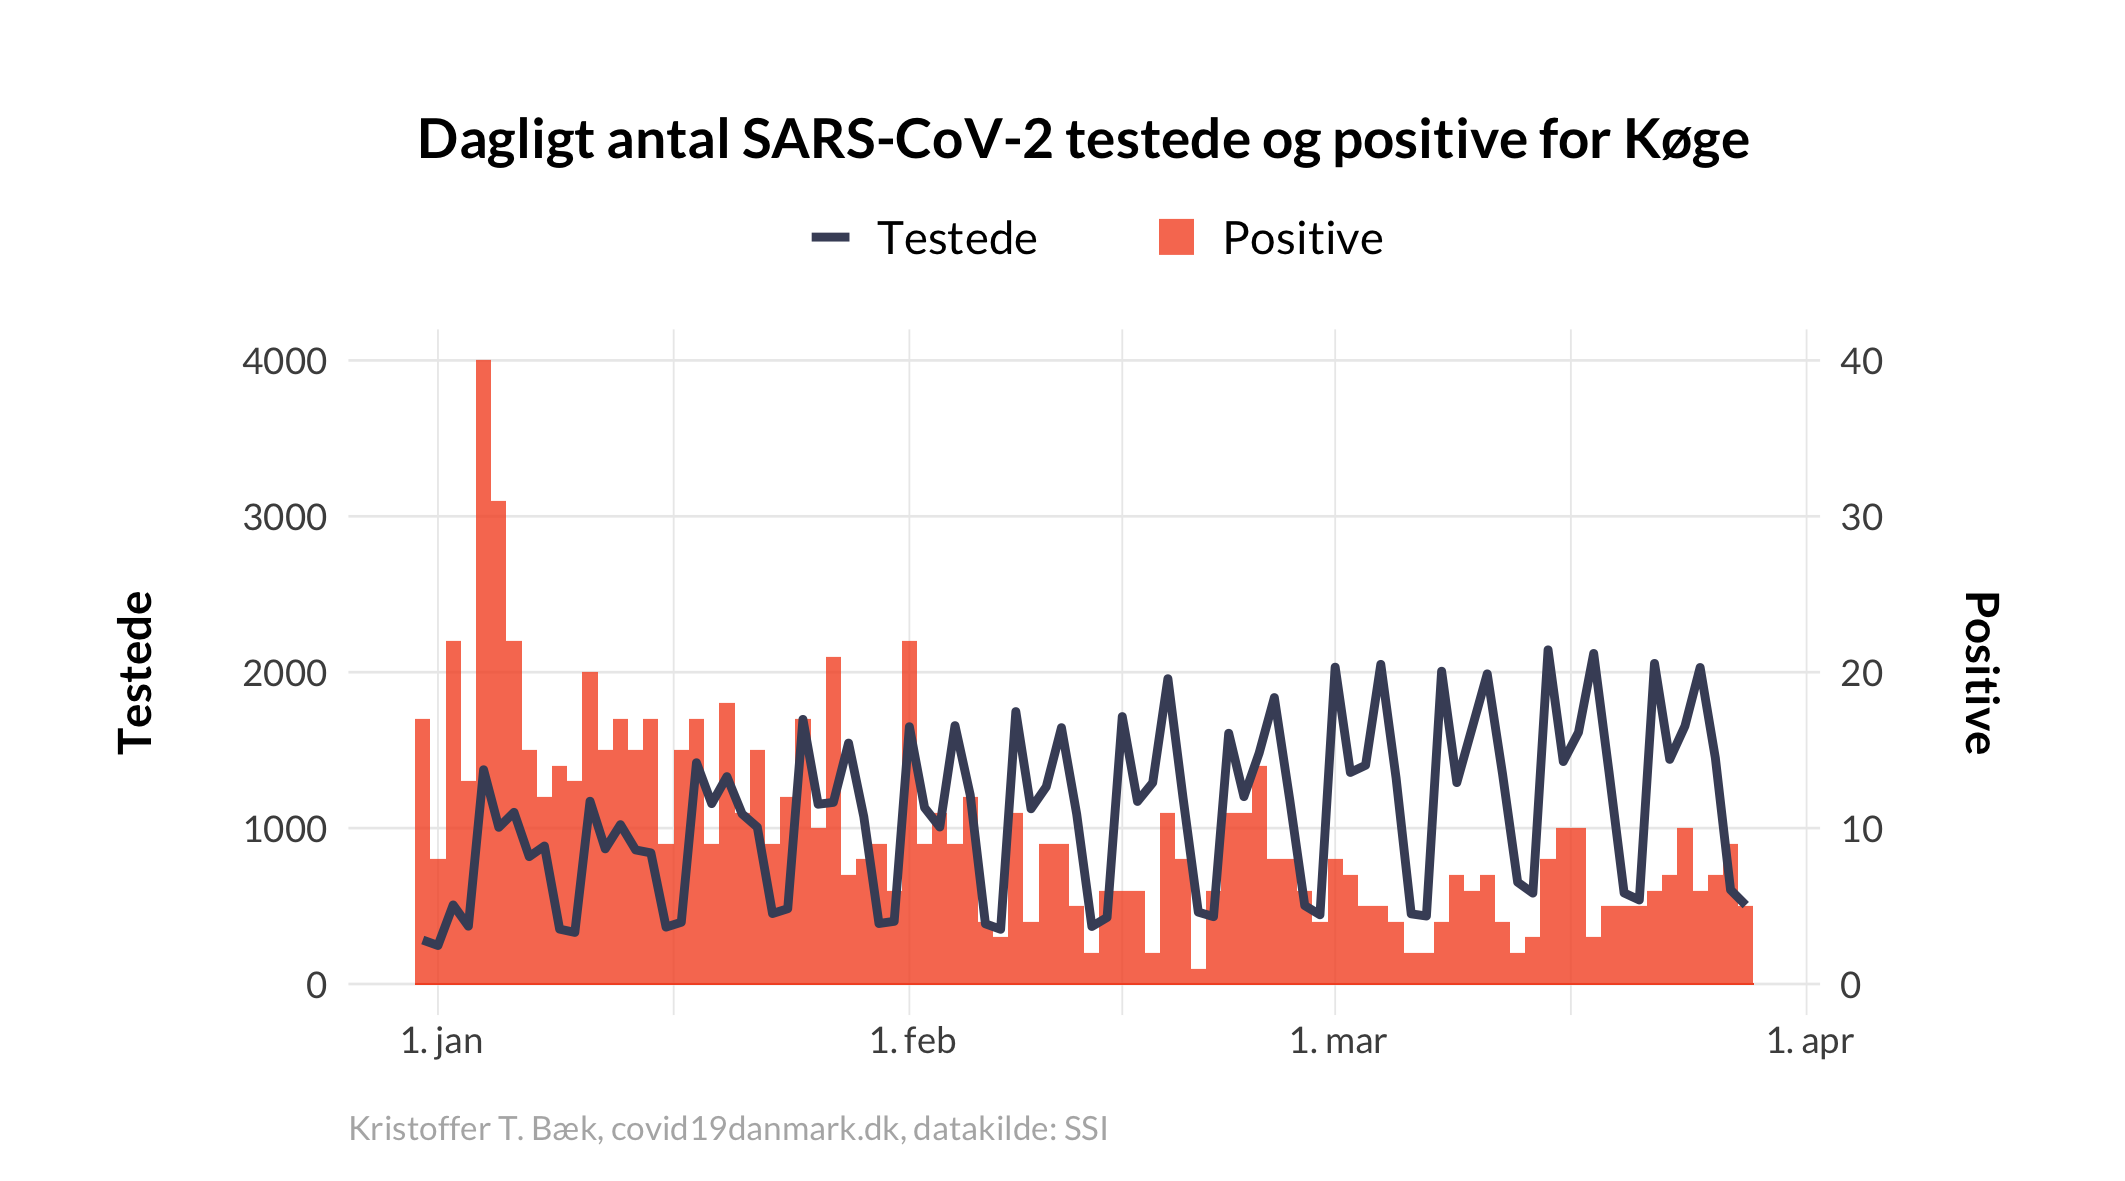 Dagligt antal SARS-CoV-2 testede og positive for Køge
Testede
Positive
4000
3000
2000
1000
0
Testede
40
30
20
10
0
Positive
1. jan
1. feb
1. mar
1. apr
Kristoffer T. Bæk, covid19danmark.dk, datakilde: SSI